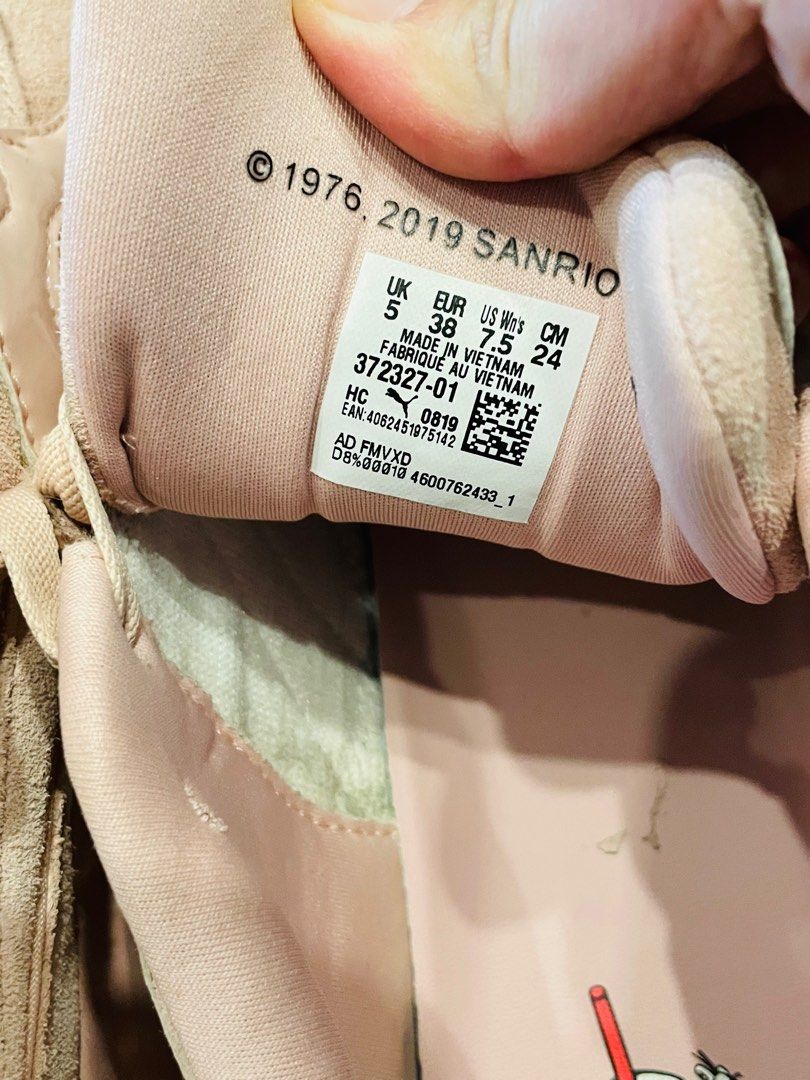 © 1976, 2019 SANRIO
UK EUR US Wn's CM
5 38 7.5 24
MADE IN VIETNAM
FABRIQUÉ AU VIETNAM
372327-01
HC 0819
EAN:4062451975142
AD FMVXD
D8%00010 4600762433_1